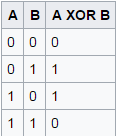 A B A XOR B
0 0 0
0 1 1
1 0 1
1 1 0